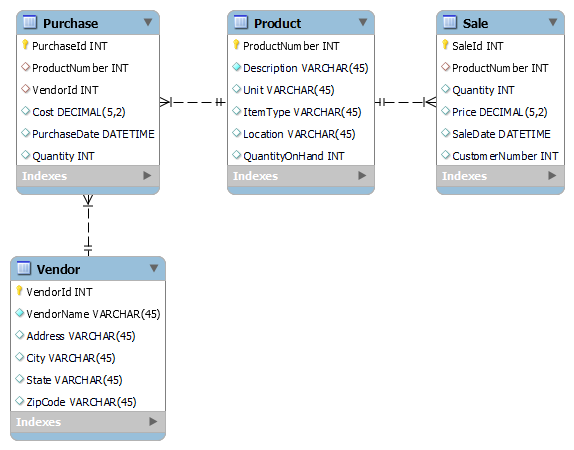 Purchase
PurchaseId INT
ProductNumber INT
VendorId INT
Cost DECIMAL(5,2)
PurchaseDate DATETIME
Quantity INT
Indexes
Product
ProductNumber INT
Description VARCHAR(45)
Unit VARCHAR(45)
ItemType VARCHAR(45)
Location VARCHAR(45)
QuantityOnHand INT
Indexes
Sale
SaleId INT
ProductNumber INT
Quantity INT
Price DECIMAL(5,2)
SaleDate DATETIME
CustomerNumber INT
Indexes
Vendor
VendorId INT
VendorName VARCHAR(45)
Address VARCHAR(45)
City VARCHAR(45)
State VARCHAR(45)
ZipCode VARCHAR(45)
Indexes